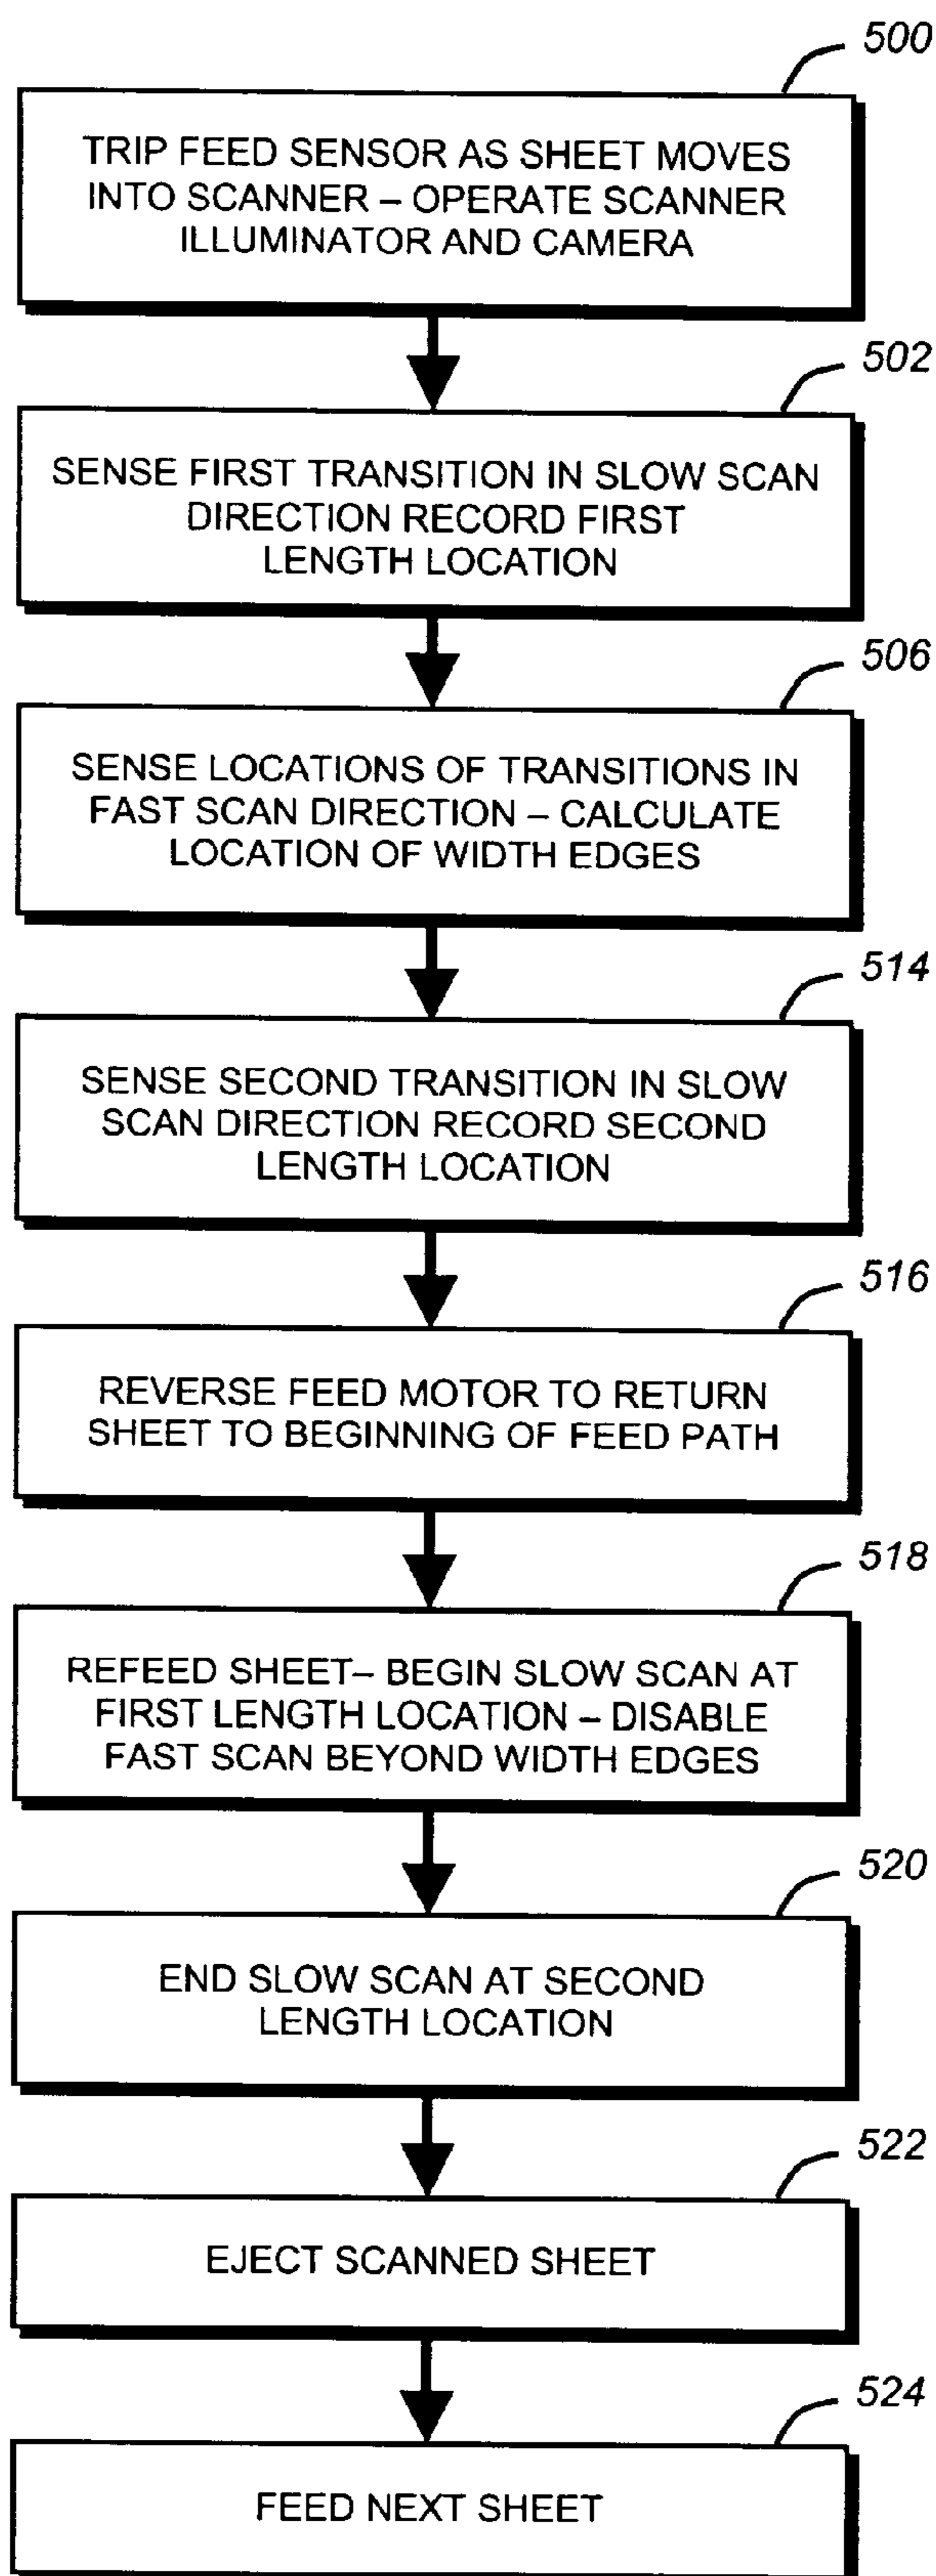 500
TRIP FEED SENSOR AS SHEET MOVES
INTO SCANNER – OPERATE SCANNER
ILLUMINATOR AND CAMERA
502
SENSE FIRST TRANSITION IN SLOW SCAN
DIRECTION RECORD FIRST
LENGTH LOCATION
506
SENSE LOCATIONS OF TRANSITIONS IN
FAST SCAN DIRECTION – CALCULATE
LOCATION OF WIDTH EDGES
514
SENSE SECOND TRANSITION IN SLOW
SCAN DIRECTION RECORD SECOND
LENGTH LOCATION
516
REVERSE FEED MOTOR TO RETURN
SHEET TO BEGINNING OF FEED PATH
518
REFEED SHEET– BEGIN SLOW SCAN AT
FIRST LENGTH LOCATION – DISABLE
FAST SCAN BEYOND WIDTH EDGES
520
END SLOW SCAN AT SECOND
LENGTH LOCATION
522
EJECT SCANNED SHEET
524
FEED NEXT SHEET